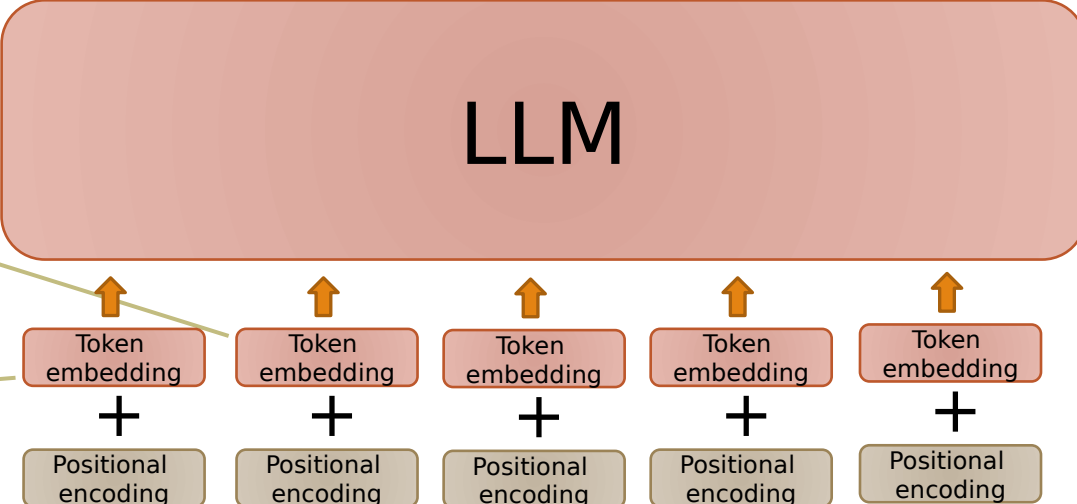 LLM
Token Token Token Token Token
embedding embedding embedding embedding embedding
+ + + + +
Positional Positional Positional Positional Positional
encoding encoding encoding encoding encoding